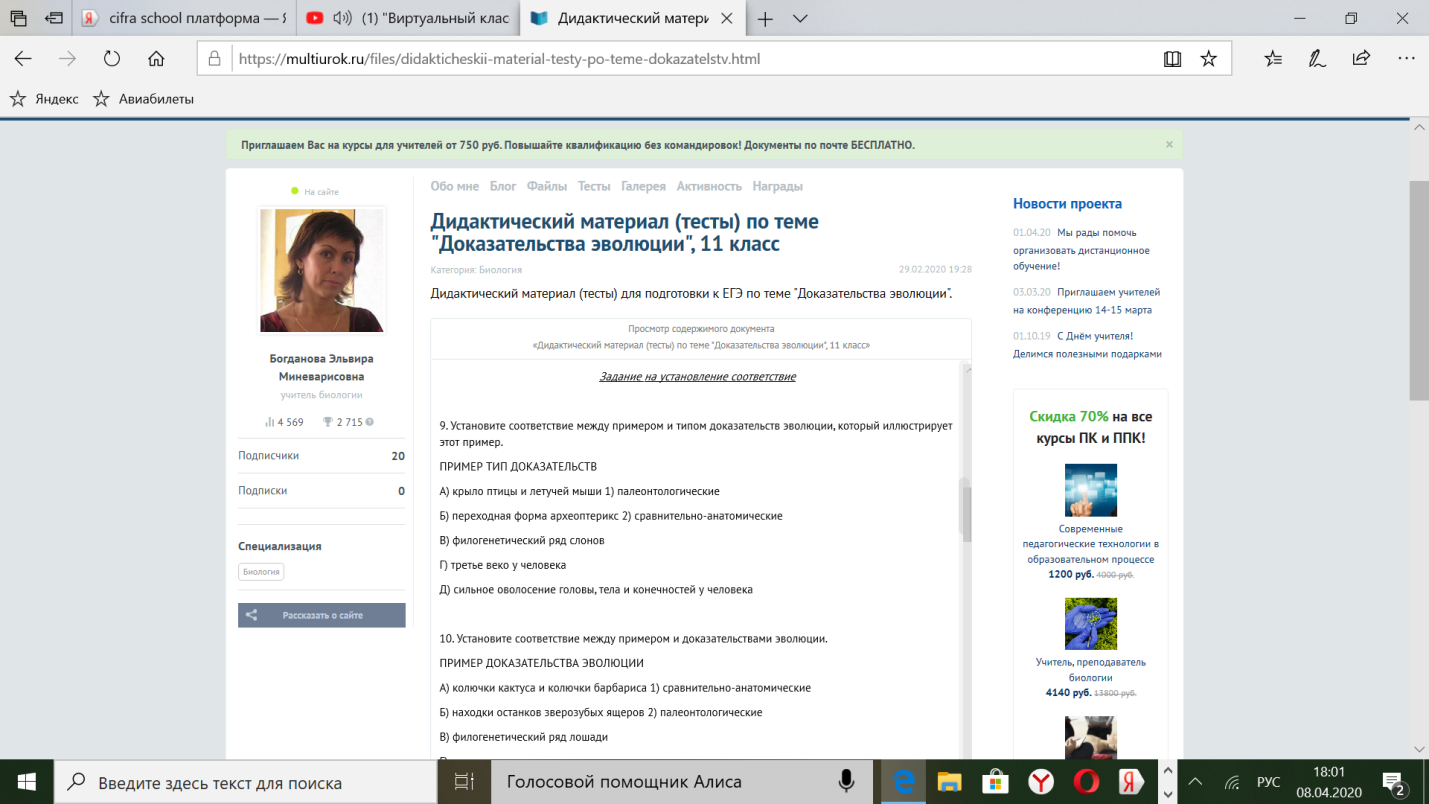 cifra school платформа — Я
(1) "Виртуальный клас
Дидактический матери
https://multiurok.ru/files/didakticheskii-material-testy-po-teme-dokazatelstv.html
Яндекс
Авиабилеты
Приглашаем Вас на курсы для учителей от 750 руб. Повышайте квалификацию без командировок! Документы по почте БЕСПЛАТНО.
На сайте
Богданова Эльвира
Миневарисовна
учитель биологии
4 569
2 715
Подписчики 20
Подписки 0
Специализация
Биология
Рассказать о сайте
Обо мне Блог Файлы Тесты Галерея Активность Награды
Дидактический материал (тесты) по теме
"Доказательства эволюции", 11 класс
Категория: Биология
29.02.2020 19:28
Дидактический материал (тесты) для подготовки к ЕГЭ по теме "Доказательства эволюции".
Просмотр содержимого документа
«Дидактический материал (тесты) по теме "Доказательства эволюции", 11 класс»
Задание на установление соответствие
9. Установите соответствие между примером и типом доказательств эволюции, который иллюстрирует
этот пример.
ПРИМЕР ТИП ДОКАЗАТЕЛЬСТВ
А) крыло птицы и летучей мыши 1) палеонтологические
Б) переходная форма археоптерикс 2) сравнительно-анатомические
В) филогенетический ряд слонов
Г) третье веко у человека
Д) сильное оволосение головы, тела и конечностей у человека
10. Установите соответствие между примером и доказательствами эволюции.
ПРИМЕР ДОКАЗАТЕЛЬСТВА ЭВОЛЮЦИИ
А) колючки кактуса и колючки барбариса 1) сравнительно-анатомические
Б) находки останков зверозубых ящеров 2) палеонтологические
В) филогенетический ряд лошади
Новости проекта
01.04.20 Мы рады помочь
организовать дистанционное
обучение!
03.03.20 Приглашаем учителей
на конференцию 14-15 марта
01.10.19 С Днём учителя!
Делимся полезными подарками
Скидка 70% на все
курсы ПК и ППК!
Современные
педагогические технологии в
образовательном процессе
1200 руб. 4000 руб.
Учитель, преподаватель
биологии
4140 руб. 13800 руб.
Введите здесь текст для поиска
Голосовой помощник Алиса
РУС
18:01
08.04.2020
2